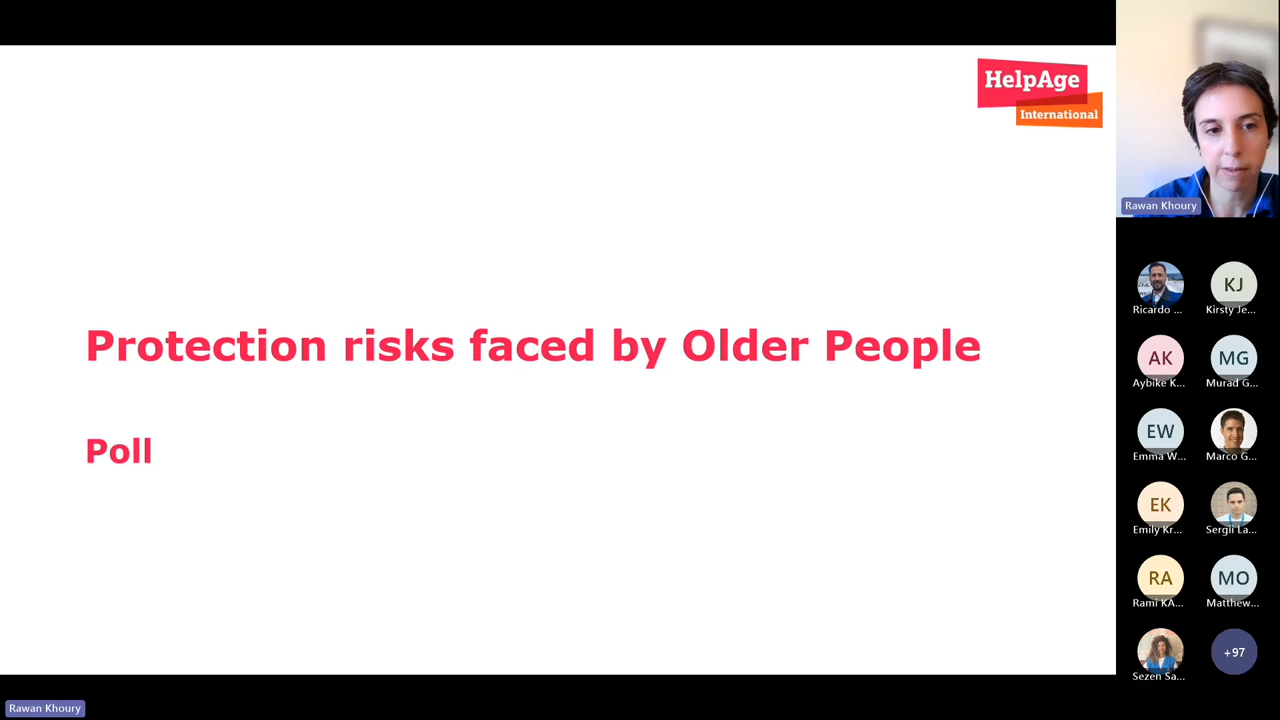 HelpAge
International
Protection risks faced by Older People
Poll
Rawan Khoury
Ricardo ...
KJ
Kirsty Je...
AK
Aybike K...
MG
Murad G...
EW
Emma W...
Marco G...
EK
Emily Kr...
Sergii La...
RA
Rami KA...
MO
Matthew...
Sezen Sa...
+97
Rawan Khoury